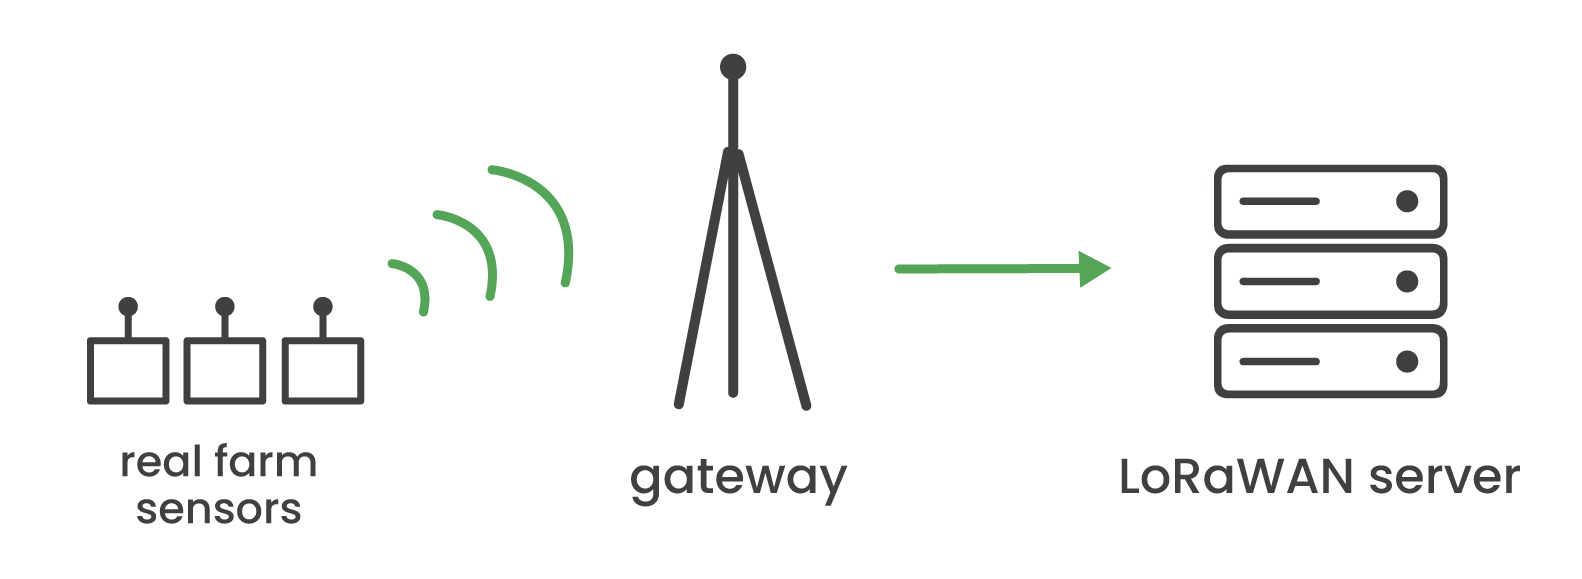 real farm
sensors
gateway
LoRaWAN server